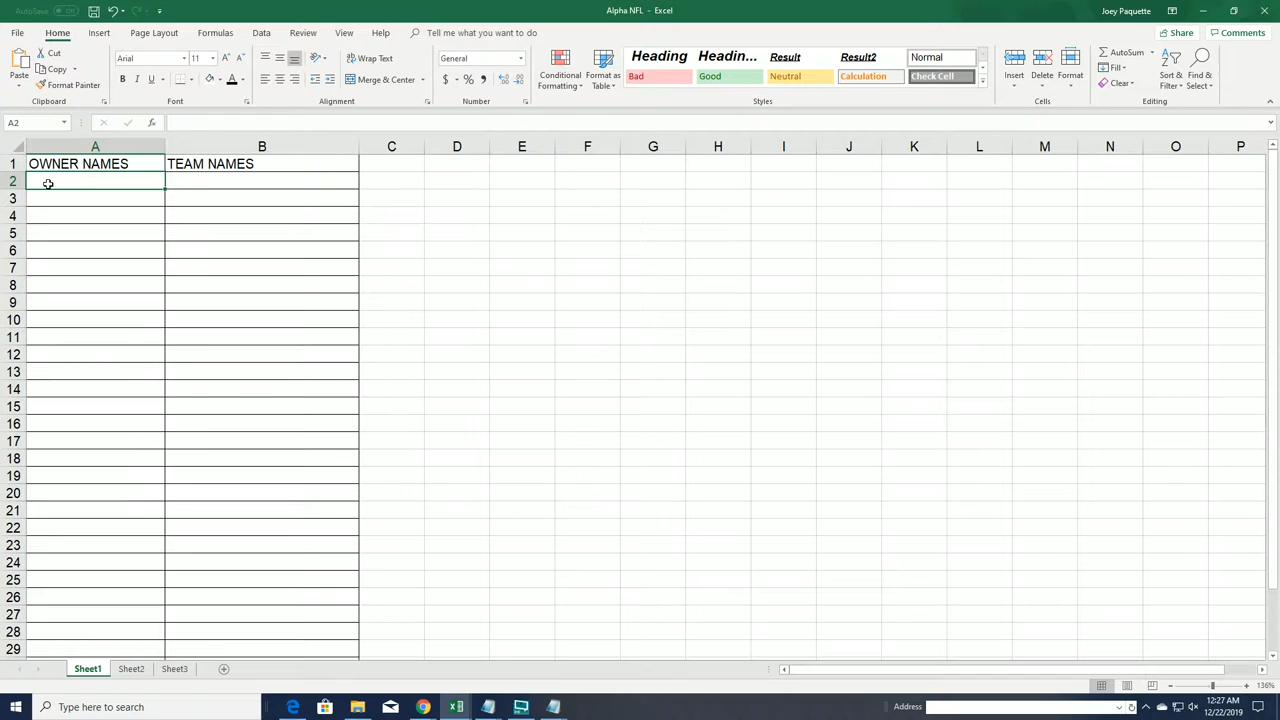 AutoSave Off
Alpha NFL - Excel
Joey Paquette
File Home Insert Page Layout Formulas Data Review View Help Tell me what you want to do
Share Comments
Paste
Cut
Copy
Format Painter
Clipboard
Arial 11
B I U
Font
Wrap Text
Merge & Center
Alignment
General
$ % ,
Number
Conditional Formatting
Format as Table
Heading Headin... Result Result2 Normal
Bad Good Neutral Calculation Check Cell
Styles
Insert Delete Format
Cells
AutoSum
Fill
Clear
Sort & Filter
Find & Select
Editing
A2 fx
A B C D E F G H I J K L M N O P
1 OWNER NAMES TEAM NAMES
2
3
4
5
6
7
8
9
10
11
12
13
14
15
16
17
18
19
20
21
22
23
24
25
26
27
28
29
Sheet1 Sheet2 Sheet3
136%
Type here to search
Address
12:27 AM
12/22/2019